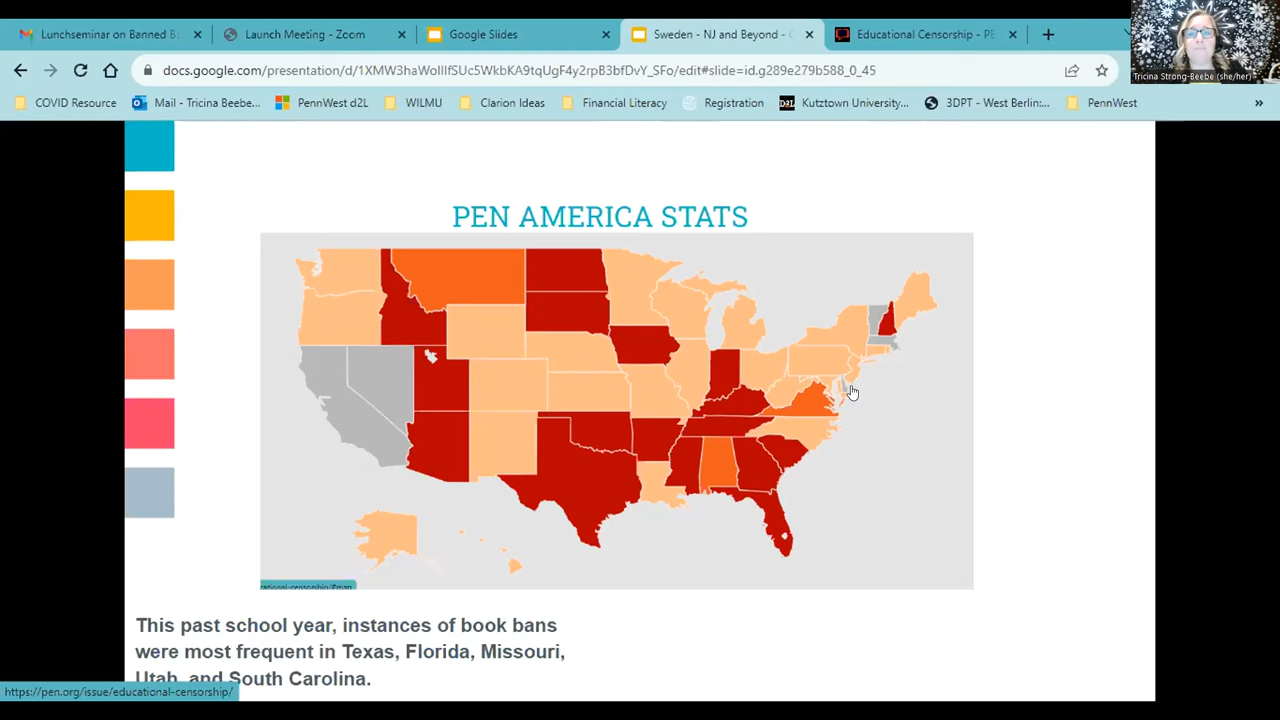 Lunchseminar on Banned B
Launch Meeting - Zoom
Google Slides
Sweden - NJ and Beyond - C
Educational Censorship - PE
Tricina Strong-Beebe (she/her)
docs.google.com/presentation/d/1XMW3haWoIIIfSUc5WkbKA9tqUgF4y2rpB3bfDvY_SFo/edit#slide=id.g289e279b588_0_45
COVID Resource
Mail - Tricina Beebe...
PennWest d2L
WILMU
Clarion Ideas
Financial Literacy
Registration
D2L
Kutztown University...
3DPT - West Berlin:...
PennWest
»
PEN AMERICA STATS
rational-censorship/#map
This past school year, instances of book bans
were most frequent in Texas, Florida, Missouri,
Utah, and South Carolina.
https://pen.org/issue/educational-censorship/